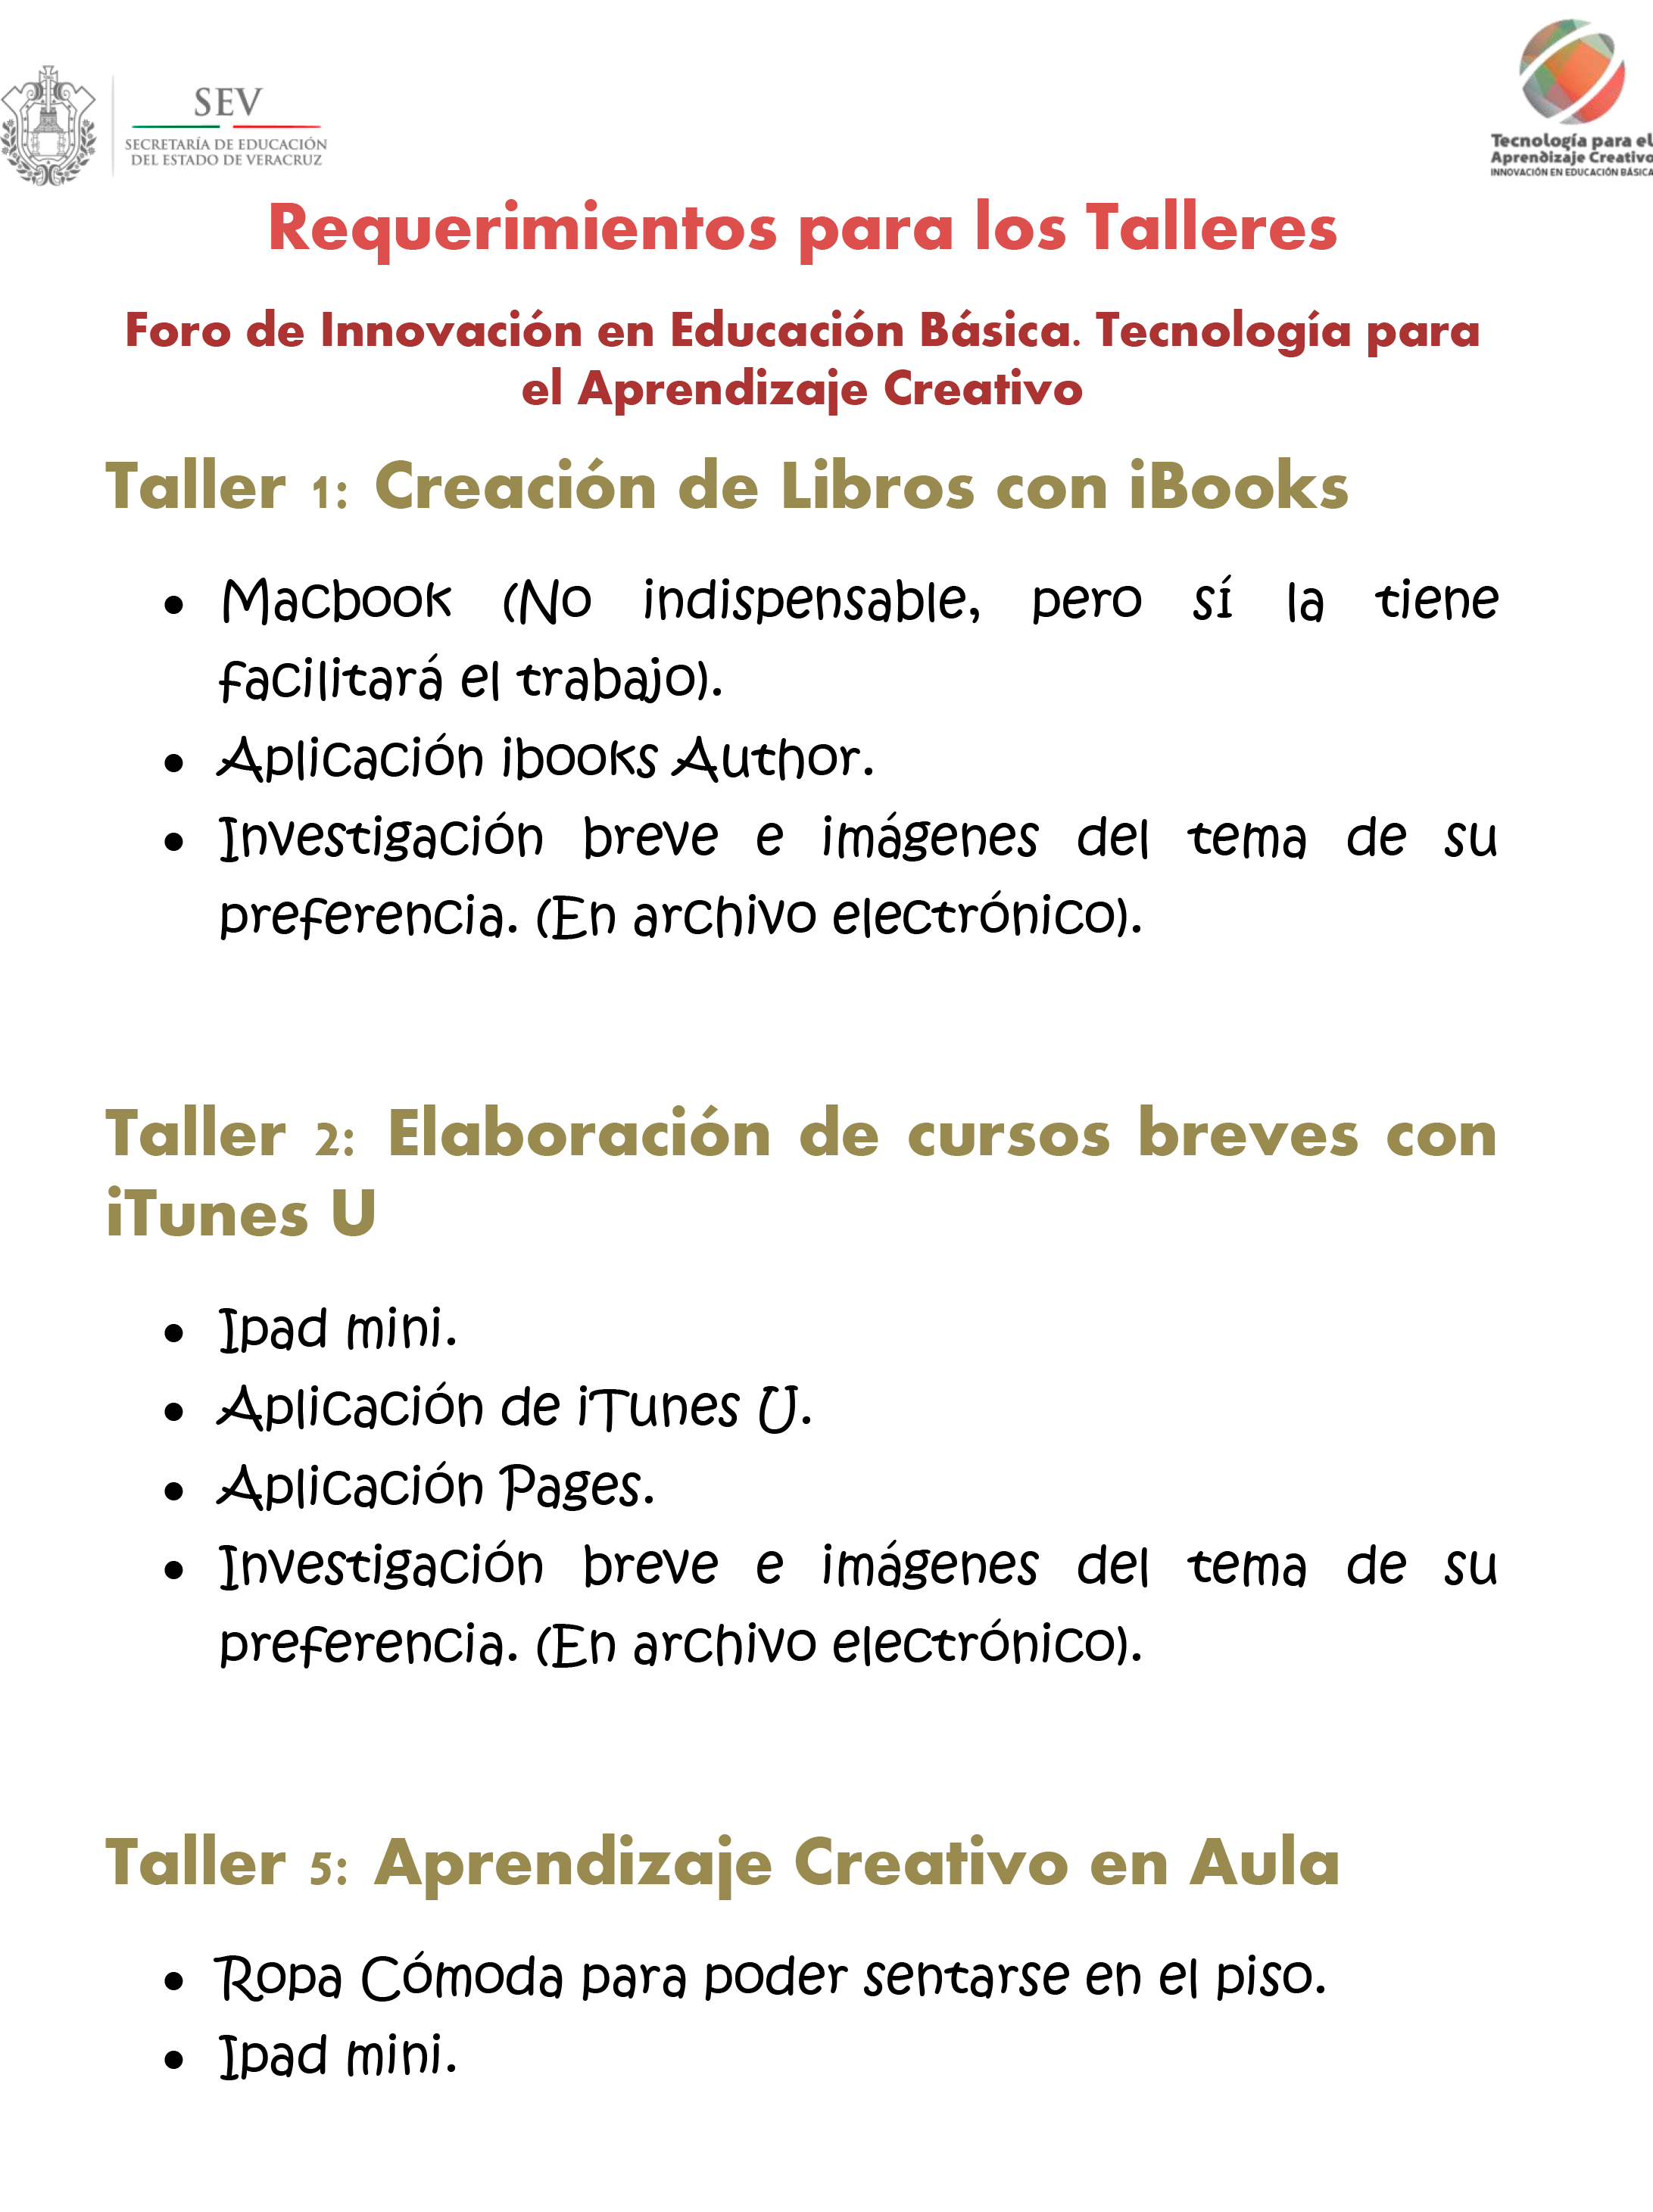 SEV
SECRETARÍA DE EDUCACIÓN
DEL ESTADO DE VERACRUZ
Tecnología para el
Aprendizaje Creativo
INNOVACIÓN EN EDUCACIÓN BÁSICA
Requerimientos para los Talleres
Foro de Innovación en Educación Básica. Tecnología para
el Aprendizaje Creativo
Taller 1: Creación de Libros con iBooks
• Macbook (No indispensable, pero sí la tiene
facilitará el trabajo).
• Aplicación ibooks Author.
• Investigación breve e imágenes del tema de su
preferencia. (En archivo electrónico).
Taller 2: Elaboración de cursos breves con
iTunes U
• Ipad mini.
• Aplicación de iTunes U.
• Aplicación Pages.
• Investigación breve e imágenes del tema de su
preferencia. (En archivo electrónico).
Taller 5: Aprendizaje Creativo en Aula
• Ropa Cómoda para poder sentarse en el piso.
• Ipad mini.